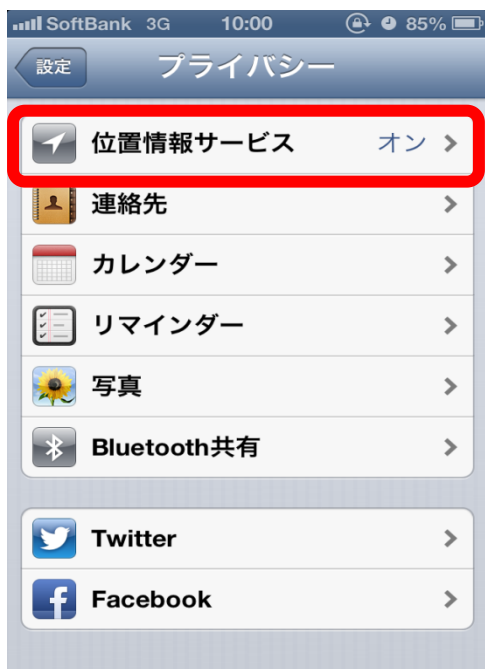 SoftBank 3G 10:00 85%
設定 プライバシー
位置情報サービス オン
連絡先
カレンダー
リマインダー
写真
Bluetooth共有
Twitter
Facebook